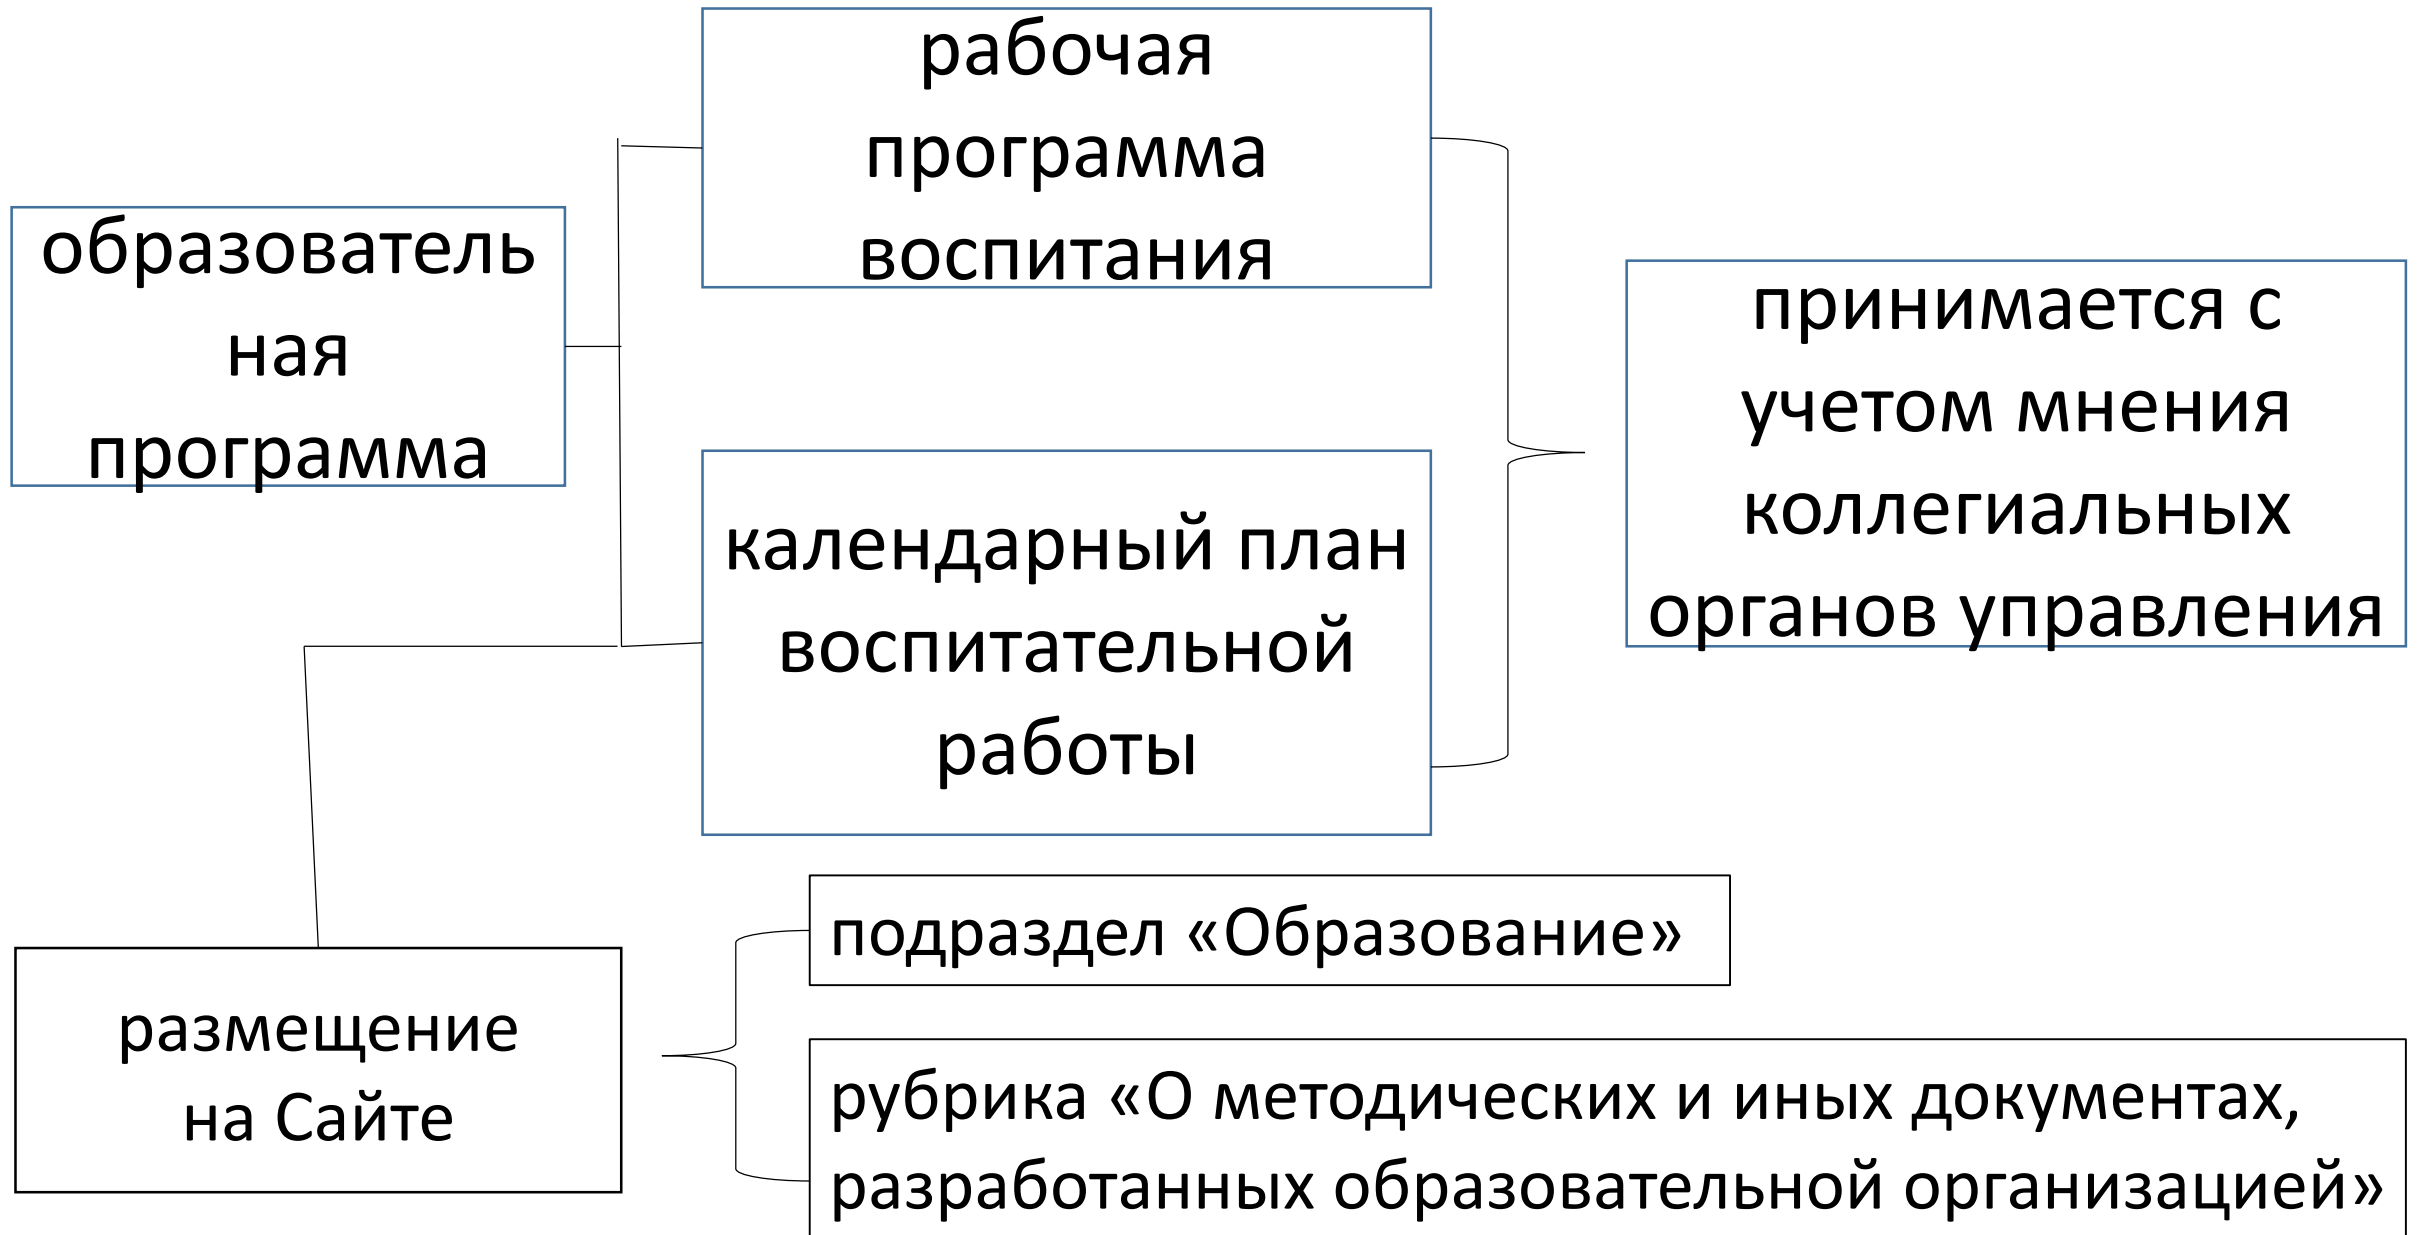 рабочая
программа
воспитания
образователь
ная
программа
принимается с
учетом мнения
коллегиальных
органов управления
календарный план
воспитательной
работы
подраздел «Образование»
размещение
на Сайте
рубрика «О методических и иных документах,
разработанных образовательной организацией»